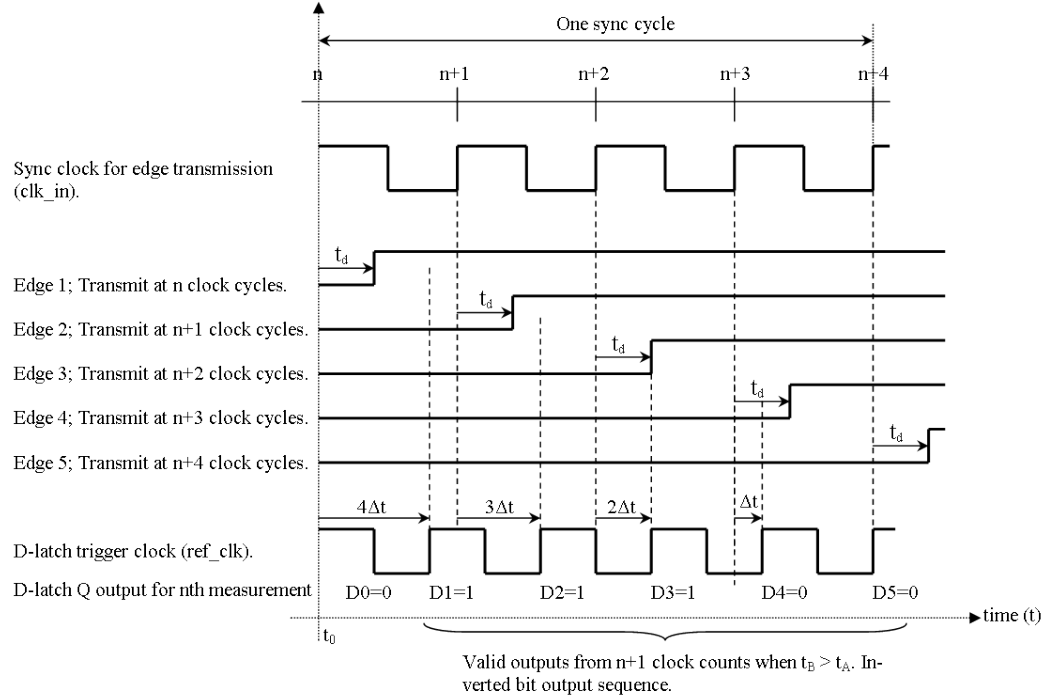 One sync cycle
n n+1 n+2 n+3 n+4
Sync clock for edge transmission
(clk_in).
t_d
Edge 1; Transmit at n clock cycles.
t_d
Edge 2; Transmit at n+1 clock cycles.
t_d
Edge 3; Transmit at n+2 clock cycles.
t_d
Edge 4; Transmit at n+3 clock cycles.
t_d
Edge 5; Transmit at n+4 clock cycles.
4Δt 3Δt 2Δt Δt
D-latch trigger clock (ref_clk).
D-latch Q output for nth measurement D0=0 D1=1 D2=1 D3=1 D4=0 D5=0
time (t)
t_0
Valid outputs from n+1 clock counts when t_B > t_A. In-
verted bit output sequence.